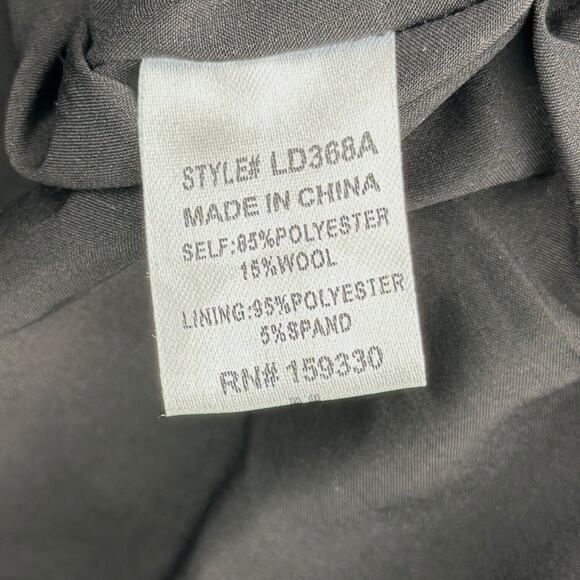 STYLE# LD368A
MADE IN CHINA
SELF:85%POLYESTER
15%WOOL
LINING:95%POLYESTER
5%SPAND
RN# 159330